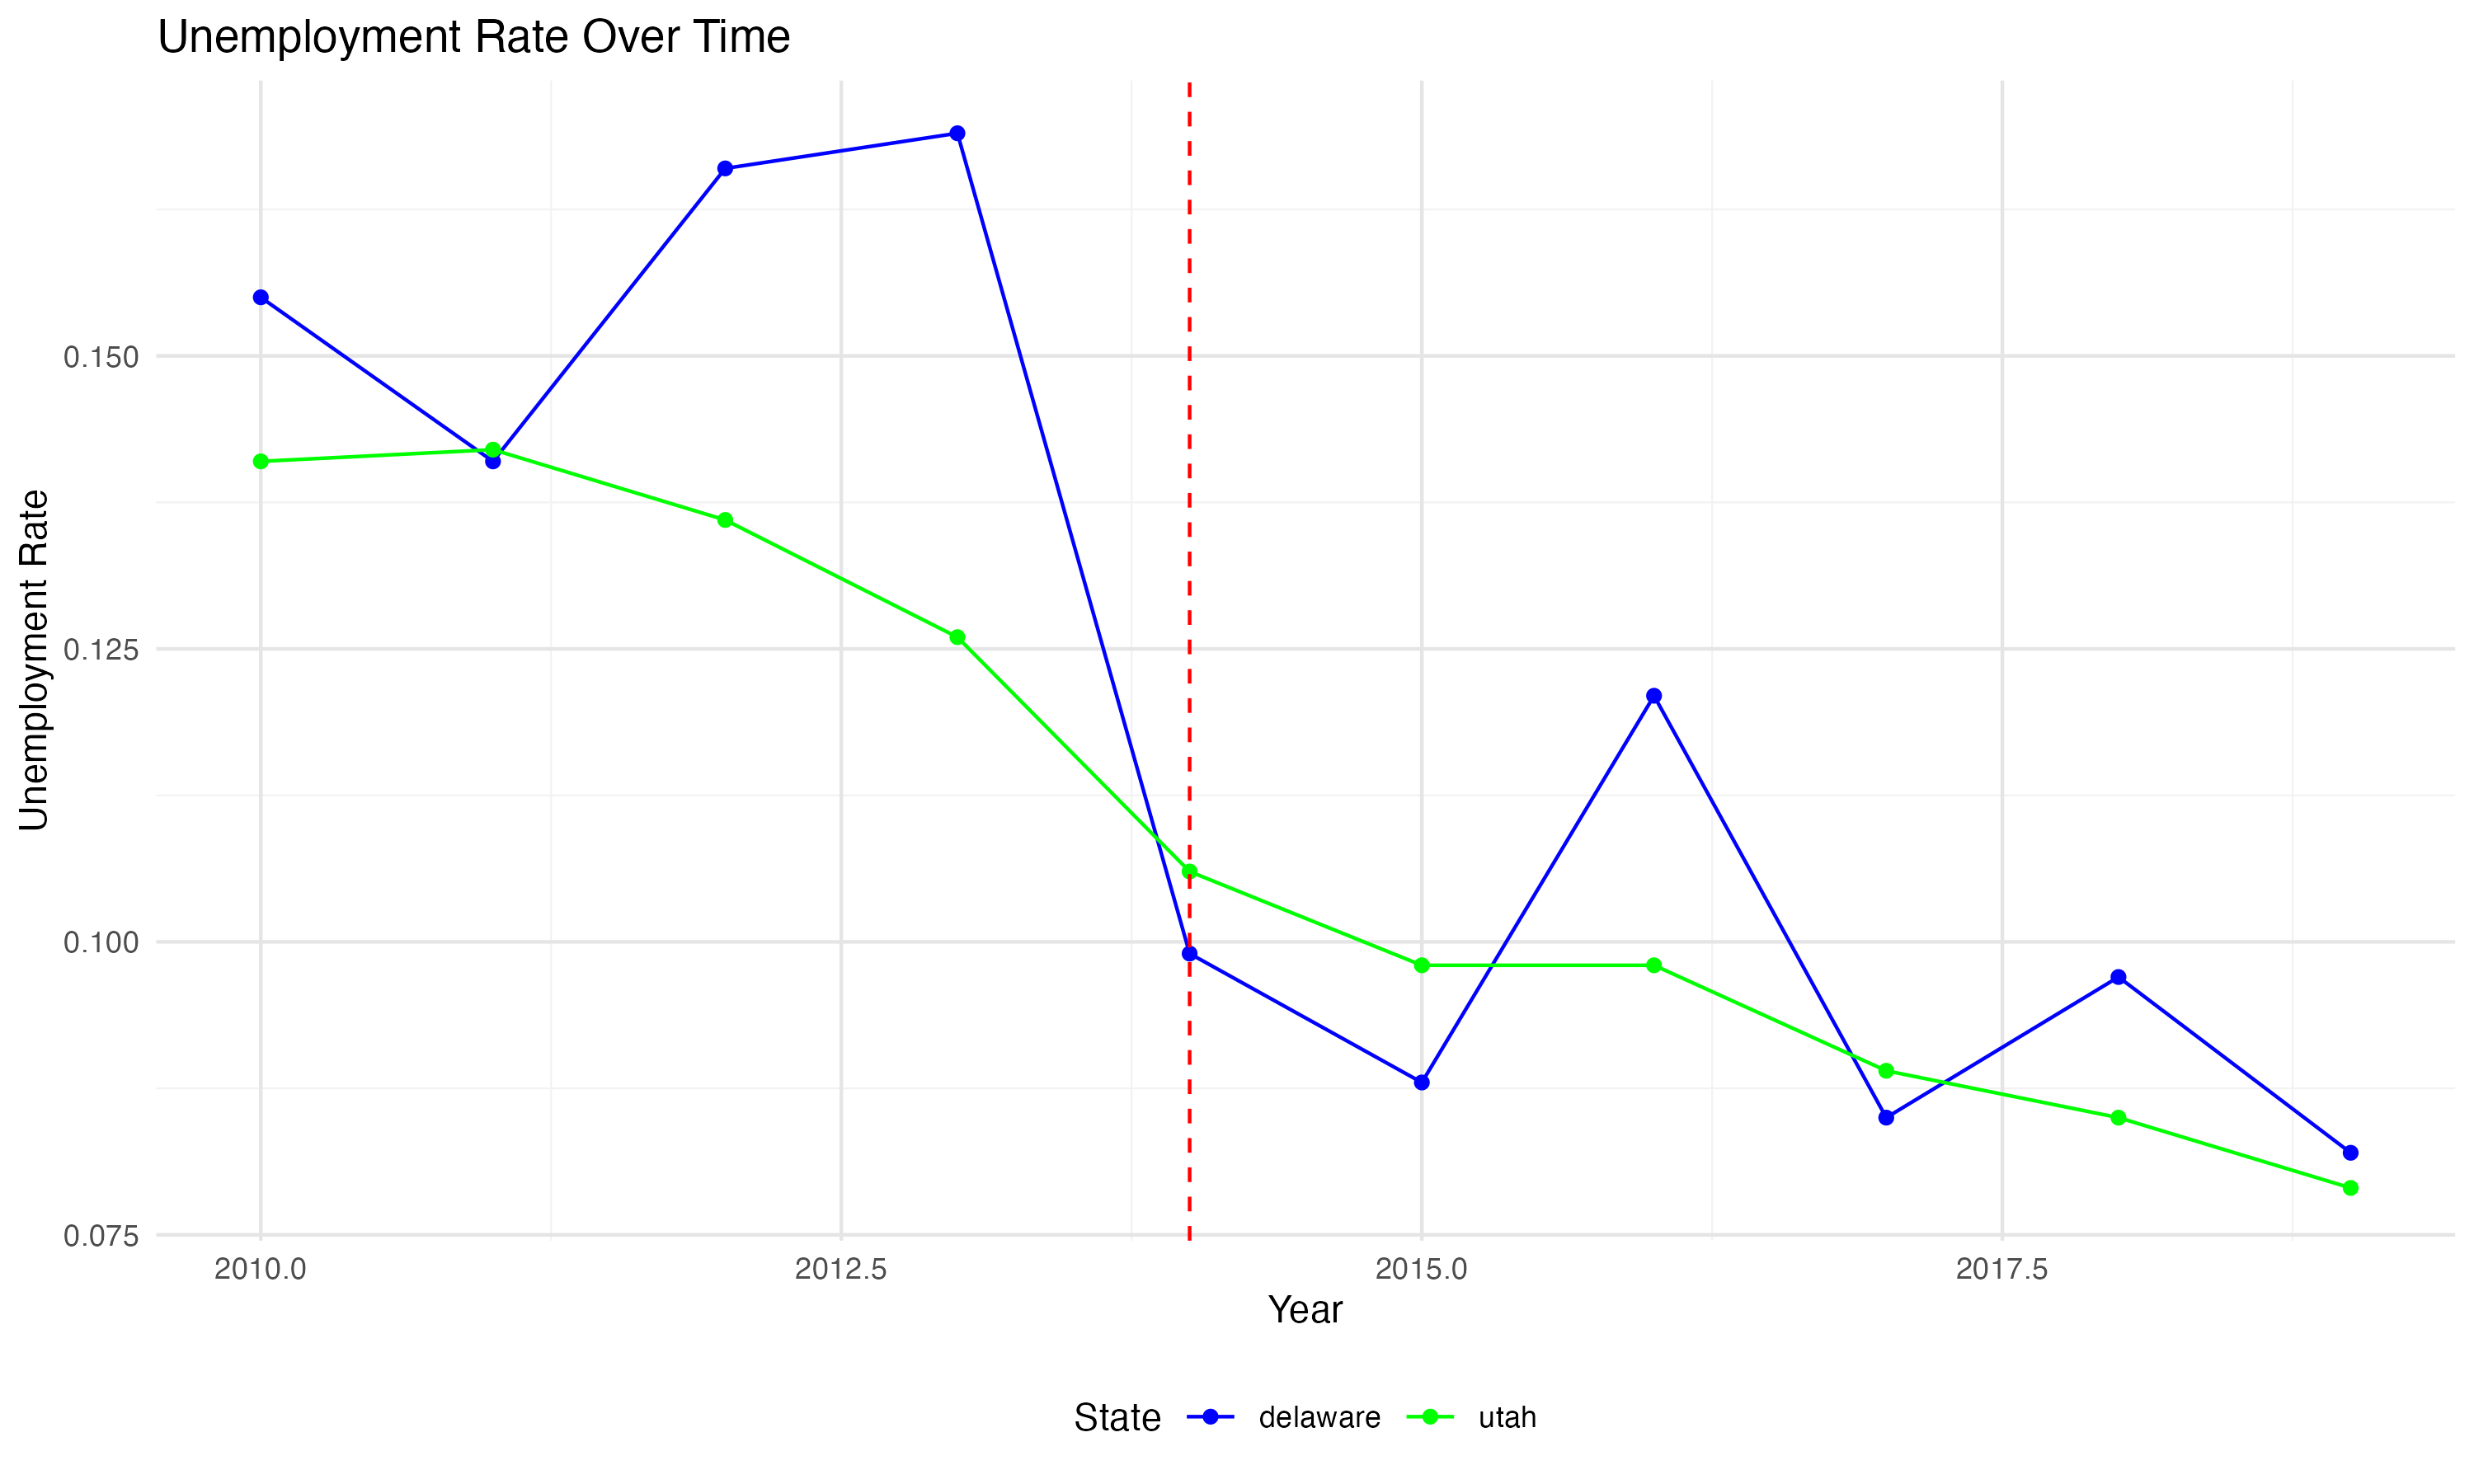 Unemployment Rate Over Time
Unemployment Rate
0.150
0.125
0.100
0.075
2010.0 2012.5 2015.0 2017.5
Year
State delaware utah